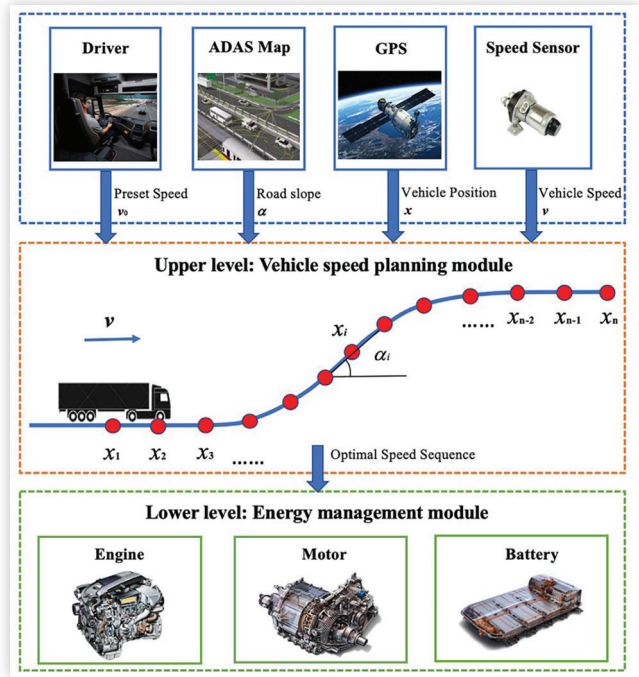 Driver
ADAS Map
GPS
Speed Sensor
Preset Speed
v₀
Road slope
α
Vehicle Position
x
Vehicle Speed
v
Upper level: Vehicle speed planning module
v
xᵢ
αᵢ
...... xₙ₋₂ xₙ₋₁ xₙ
x₁ x₂ x₃ ......
Optimal Speed Sequence
Lower level: Energy management module
Engine
Motor
Battery